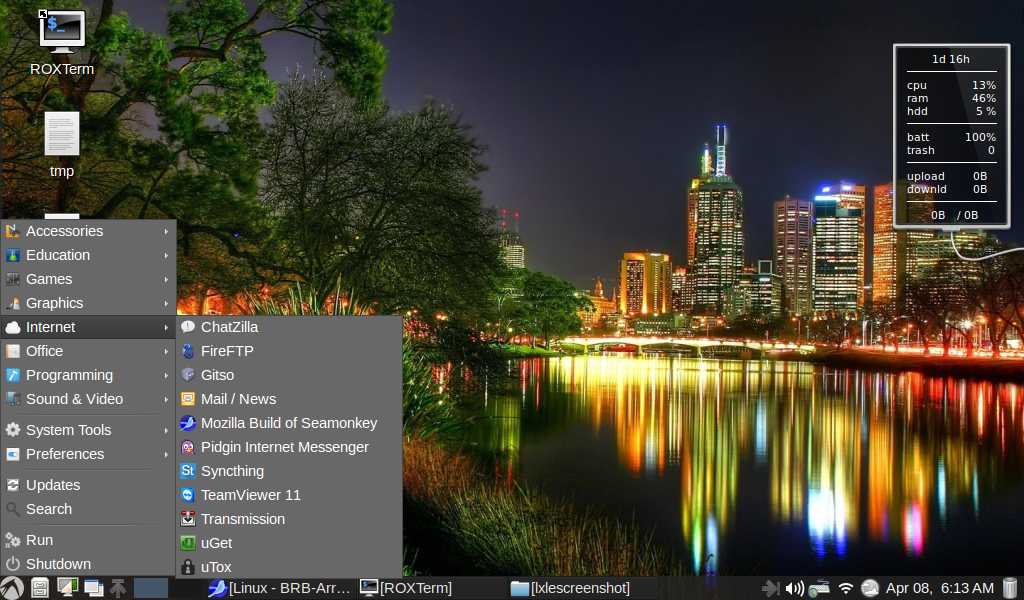 $_
ROXTerm
tmp
1d 16h
cpu 13%
ram 46%
hdd 5 %
batt 100%
trash 0
upload 0B
downld 0B
0B / 0B
Accessories
Education
Games
Graphics
Internet
Office
Programming
Sound & Video
System Tools
Preferences
Updates
Search
Run
Shutdown
ChatZilla
FireFTP
Gitso
Mail / News
Mozilla Build of Seamonkey
Pidgin Internet Messenger
St Syncthing
TeamViewer 11
Transmission
uGet
uTox
[Linux - BRB-Arr... [ROXTerm] [lxlescreenshot] Apr 08, 6:13 AM